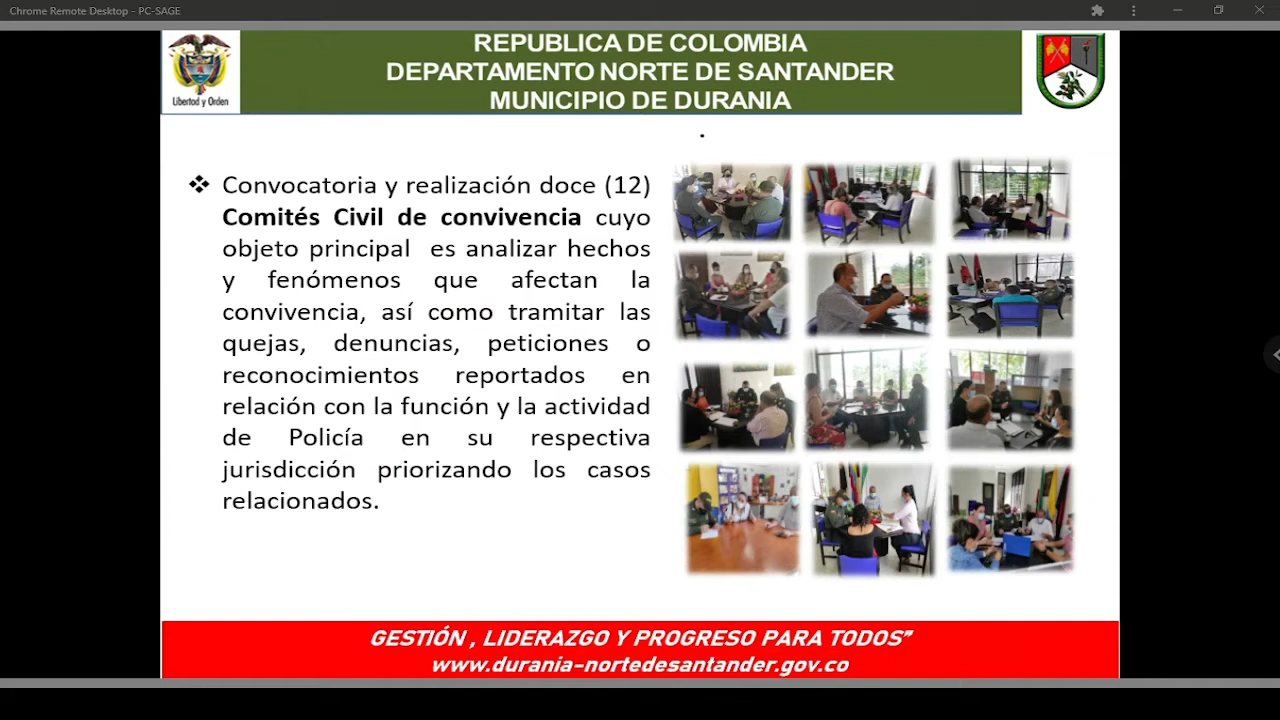 Chrome Remote Desktop - PC-SAGE
REPUBLICA DE COLOMBIA
DEPARTAMENTO NORTE DE SANTANDER
MUNICIPIO DE DURANIA
Libertad y Orden
.
❖ Convocatoria y realización doce (12)
Comités Civil de convivencia cuyo
objeto principal es analizar hechos
y fenómenos que afectan la
convivencia, así como tramitar las
quejas, denuncias, peticiones o
reconocimientos reportados en
relación con la función y la actividad
de Policía en su respectiva
jurisdicción priorizando los casos
relacionados.
GESTIÓN , LIDERAZGO Y PROGRESO PARA TODOS”
www.durania-nortedesantander.gov.co